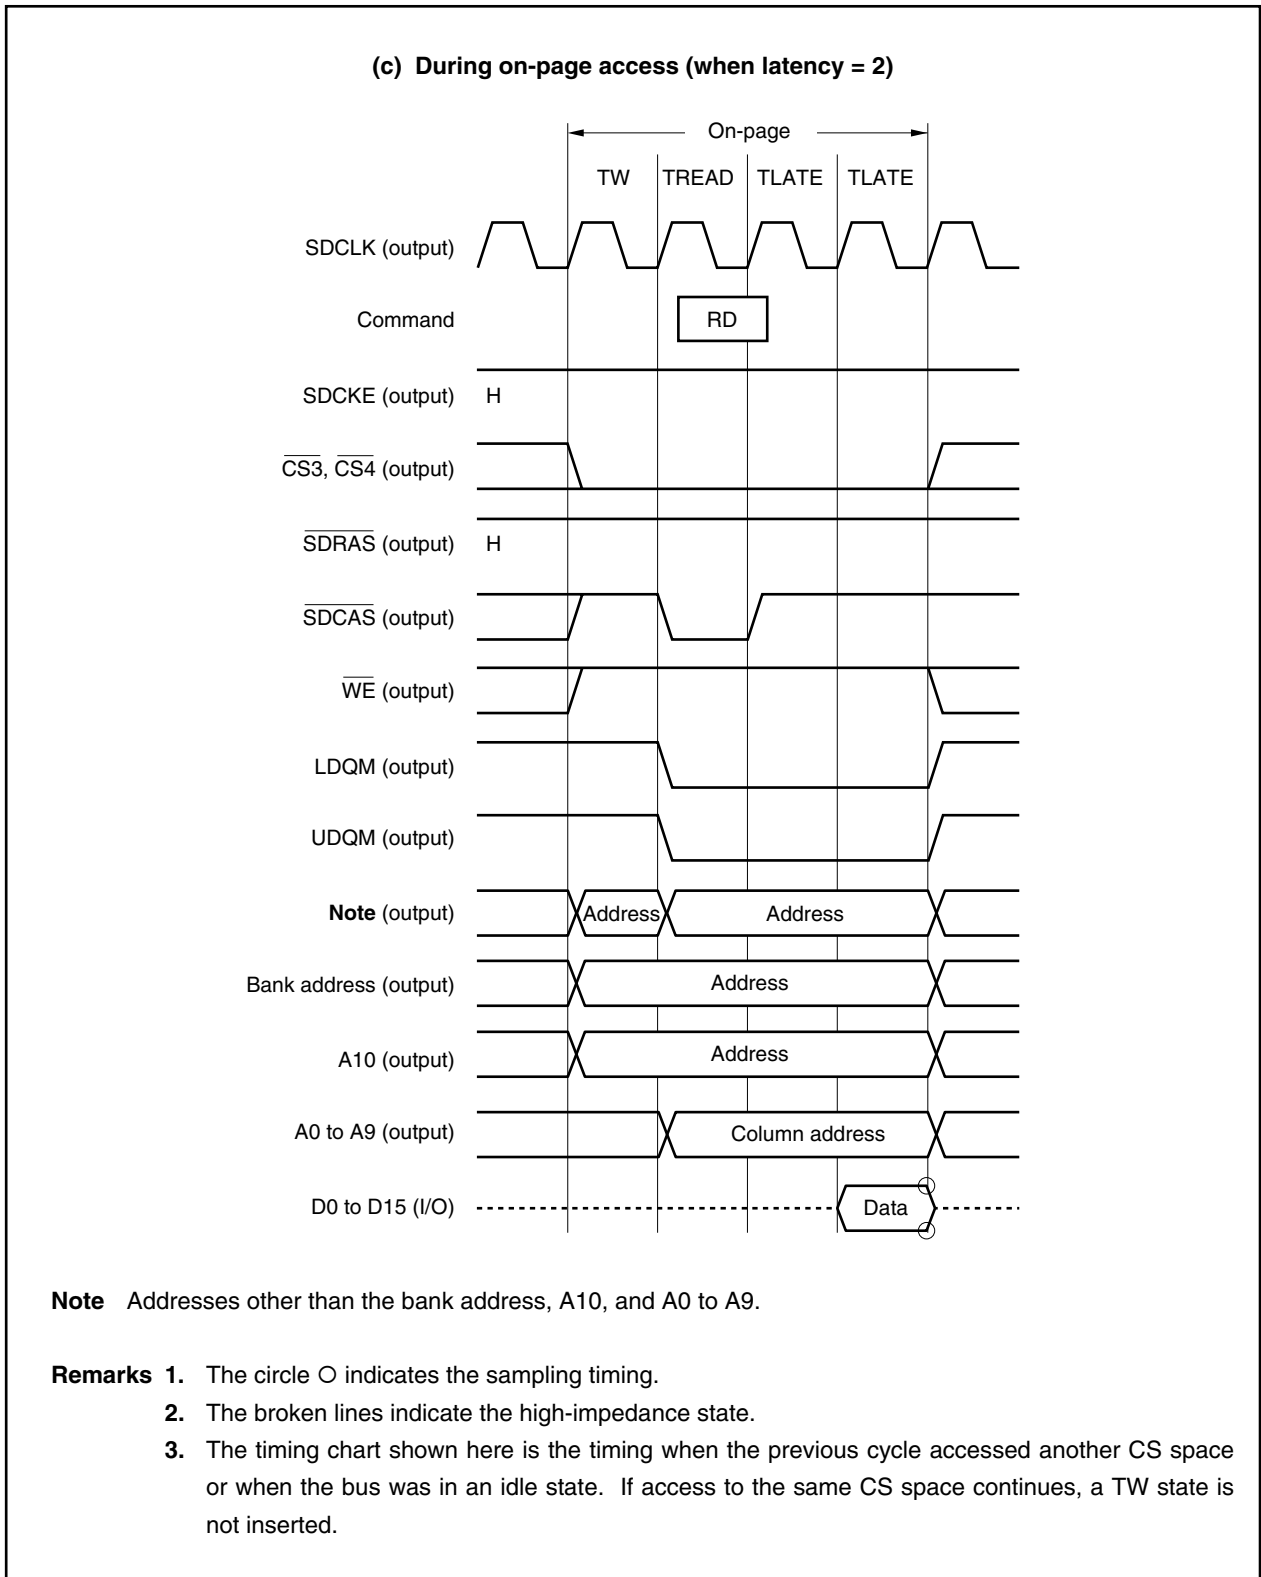 (c) During on-page access (when latency = 2)
On-page
TW TREAD TLATE TLATE
SDCLK (output)
Command RD
SDCKE (output) H
CS3, CS4 (output)
SDRAS (output) H
SDCAS (output)
WE (output)
LDQM (output)
UDQM (output)
Note (output) Address Address
Bank address (output) Address
A10 (output) Address
A0 to A9 (output) Column address
D0 to D15 (I/O) Data
Note Addresses other than the bank address, A10, and A0 to A9.
Remarks 1. The circle O indicates the sampling timing.
2. The broken lines indicate the high-impedance state.
3. The timing chart shown here is the timing when the previous cycle accessed another CS space
or when the bus was in an idle state. If access to the same CS space continues, a TW state is
not inserted.